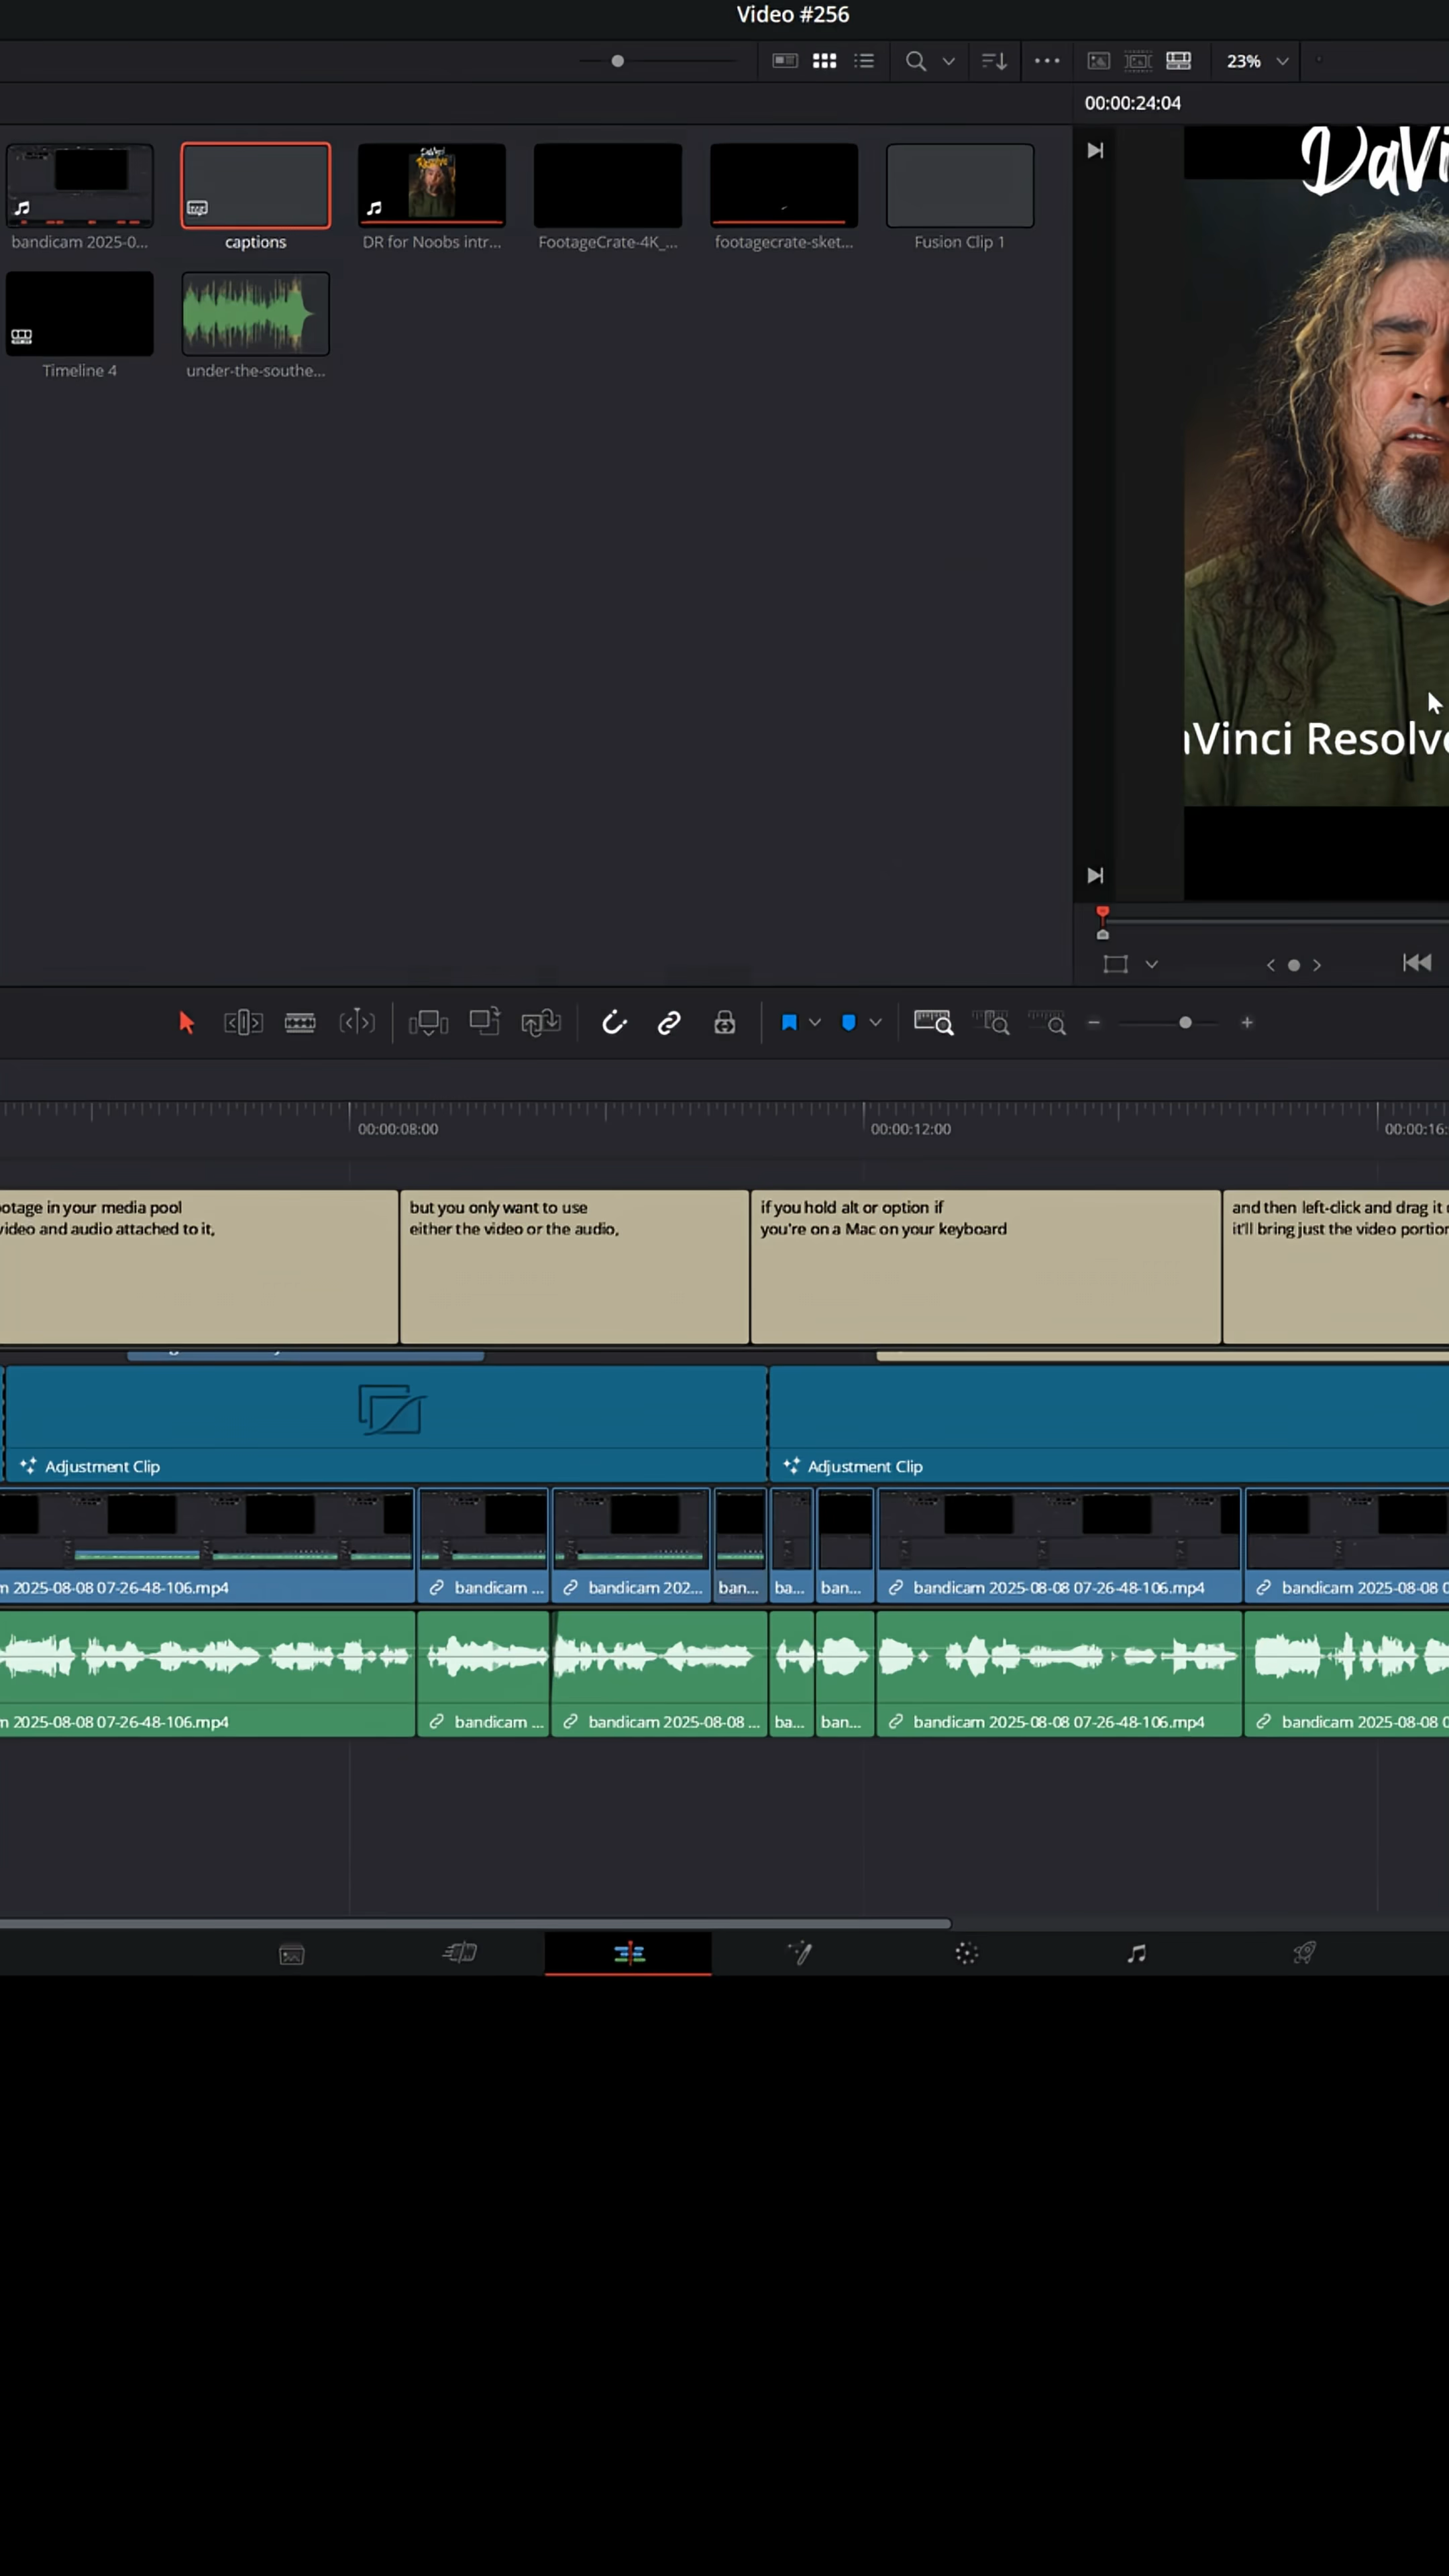 Video #256
23%
00:00:24:04
DaVi
bandicam 2025-0...
captions
DR for Noobs intr...
FootageCrate-4K_...
footagecrate-sket...
Fusion Clip 1
Timeline 4
under-the-southe...
aVinci Resolve
00:00:08:00
00:00:12:00
00:00:16:
ootage in your media pool
video and audio attached to it,
but you only want to use
either the video or the audio,
if you hold alt or option if
you're on a Mac on your keyboard
and then left-click and drag it
it'll bring just the video portion
Adjustment Clip
Adjustment Clip
m 2025-08-08 07-26-48-106.mp4
bandicam ...
bandicam 202...
ban...
ba...
ban...
bandicam 2025-08-08 07-26-48-106.mp4
bandicam 2025-08-08 0
m 2025-08-08 07-26-48-106.mp4
bandicam ...
bandicam 2025-08-08 ...
ba...
ban...
bandicam 2025-08-08 07-26-48-106.mp4
bandicam 2025-08-08 0